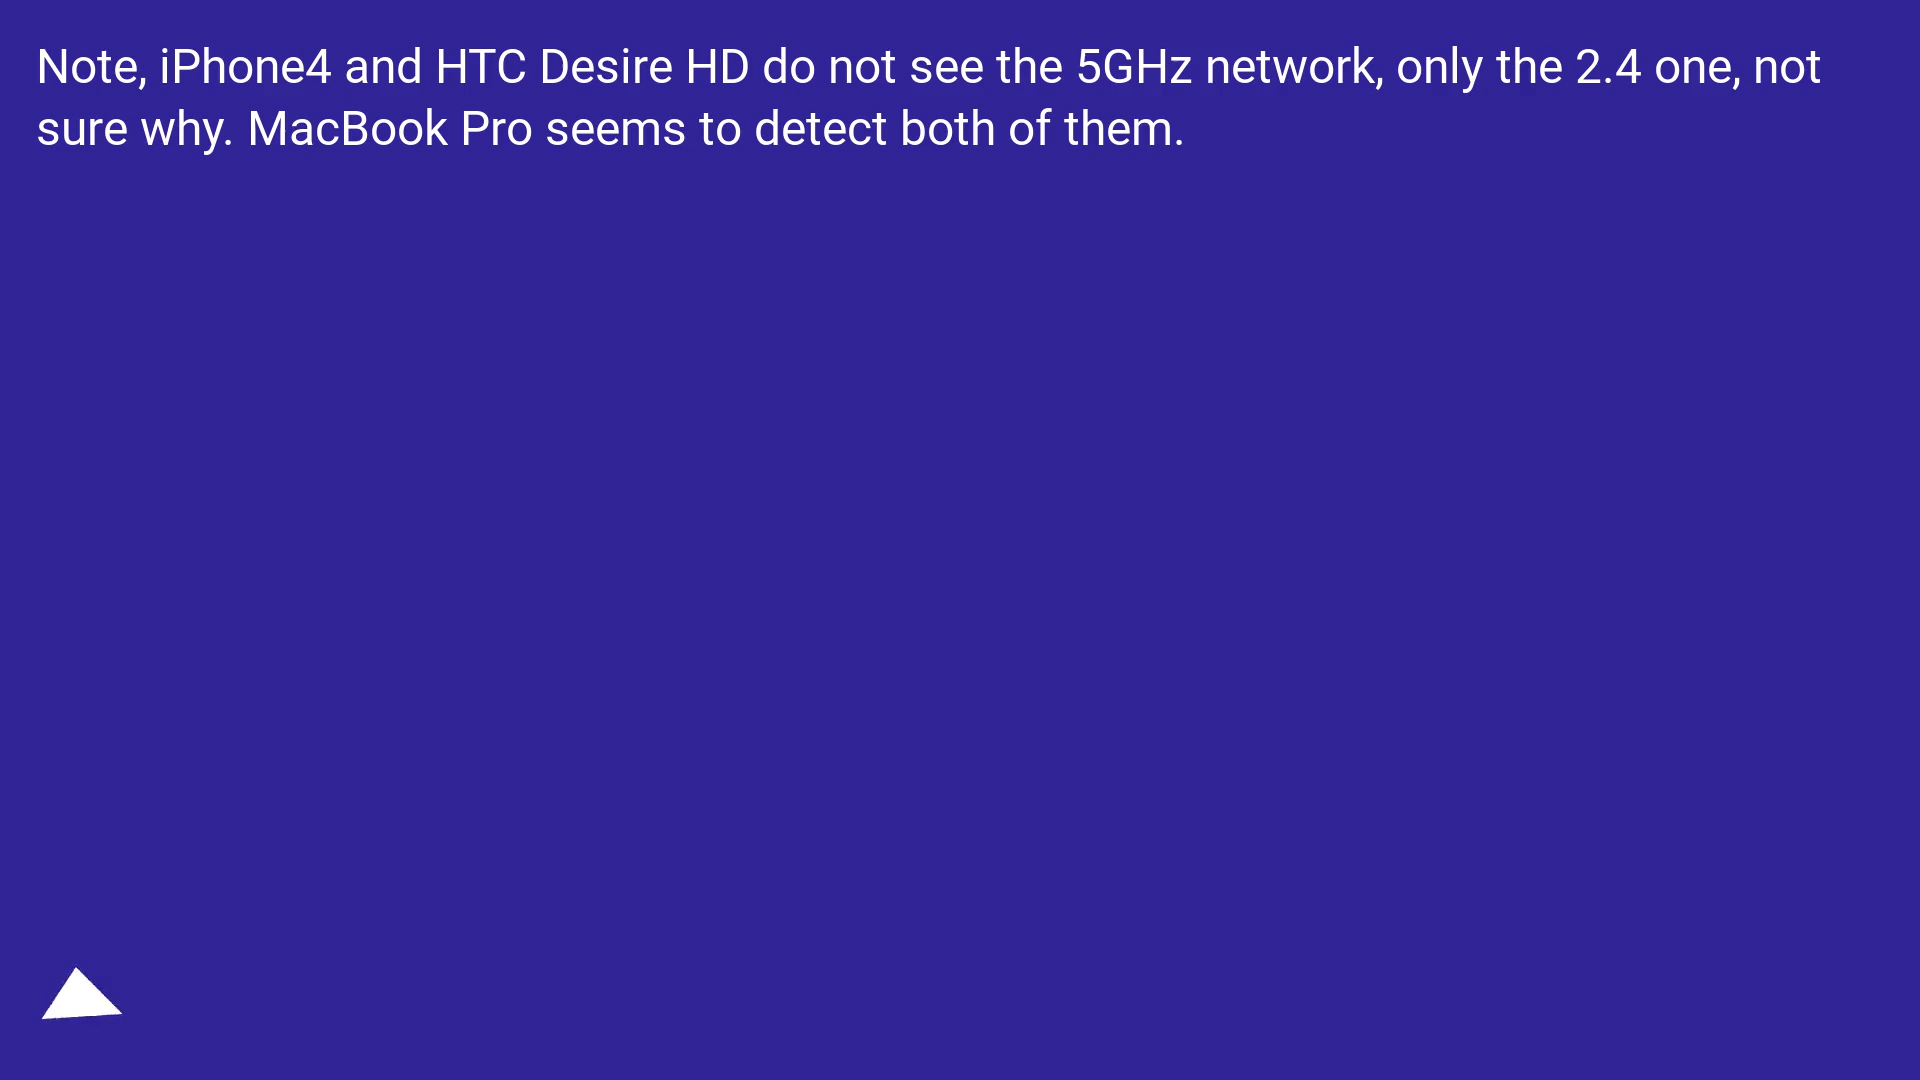 Note, iPhone4 and HTC Desire HD do not see the 5GHz network, only the 2.4 one, not
sure why. MacBook Pro seems to detect both of them.